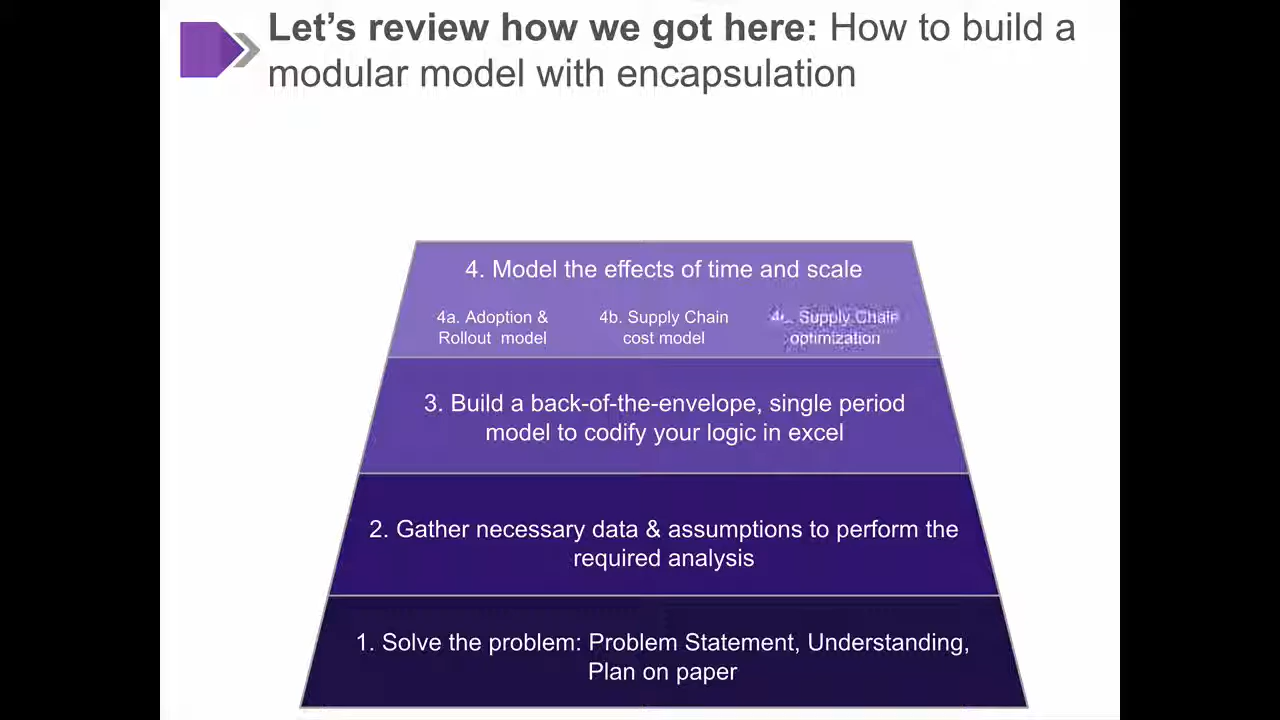 Let's review how we got here: How to build a
modular model with encapsulation
4. Model the effects of time and scale
4a. Adoption &
Rollout model
4b. Supply Chain
cost model
4c. Supply Chain
optimization
3. Build a back-of-the-envelope, single period
model to codify your logic in excel
2. Gather necessary data & assumptions to perform the
required analysis
1. Solve the problem: Problem Statement, Understanding,
Plan on paper